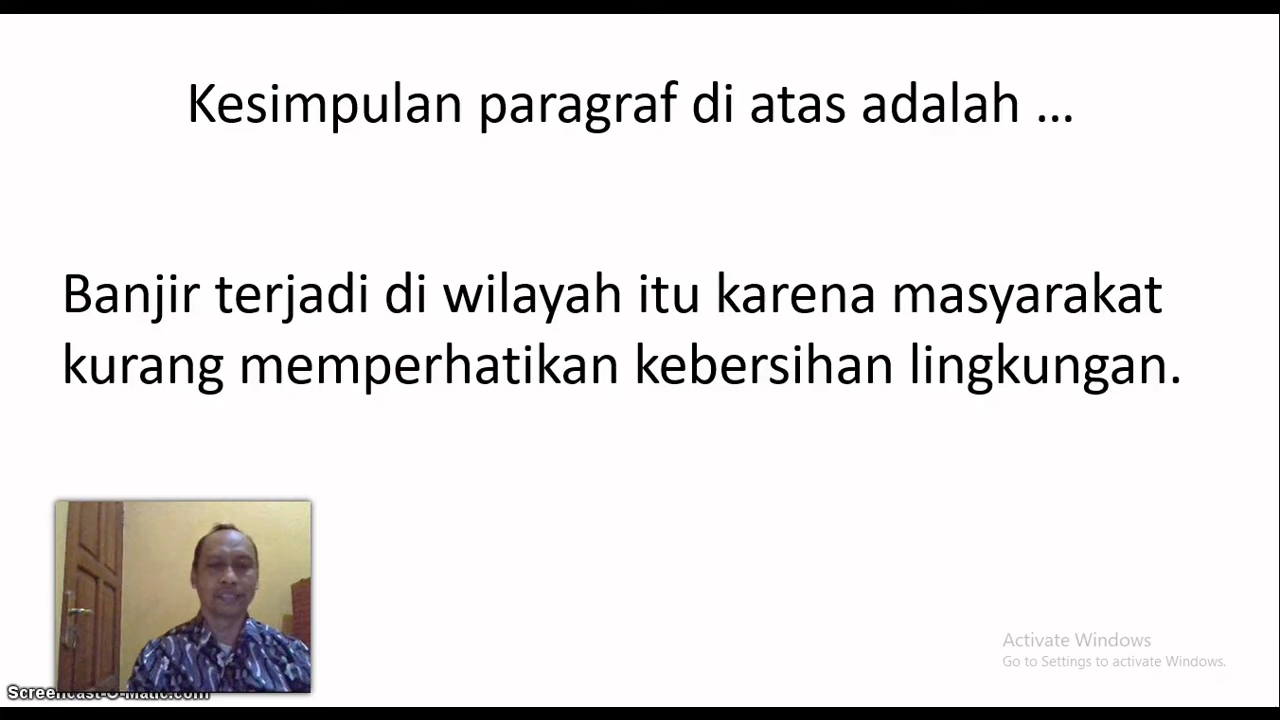 Kesimpulan paragraf di atas adalah ...
Banjir terjadi di wilayah itu karena masyarakat
kurang memperhatikan kebersihan lingkungan.
Activate Windows
Go to Settings to activate Windows.
Screencast-O-Matic.com